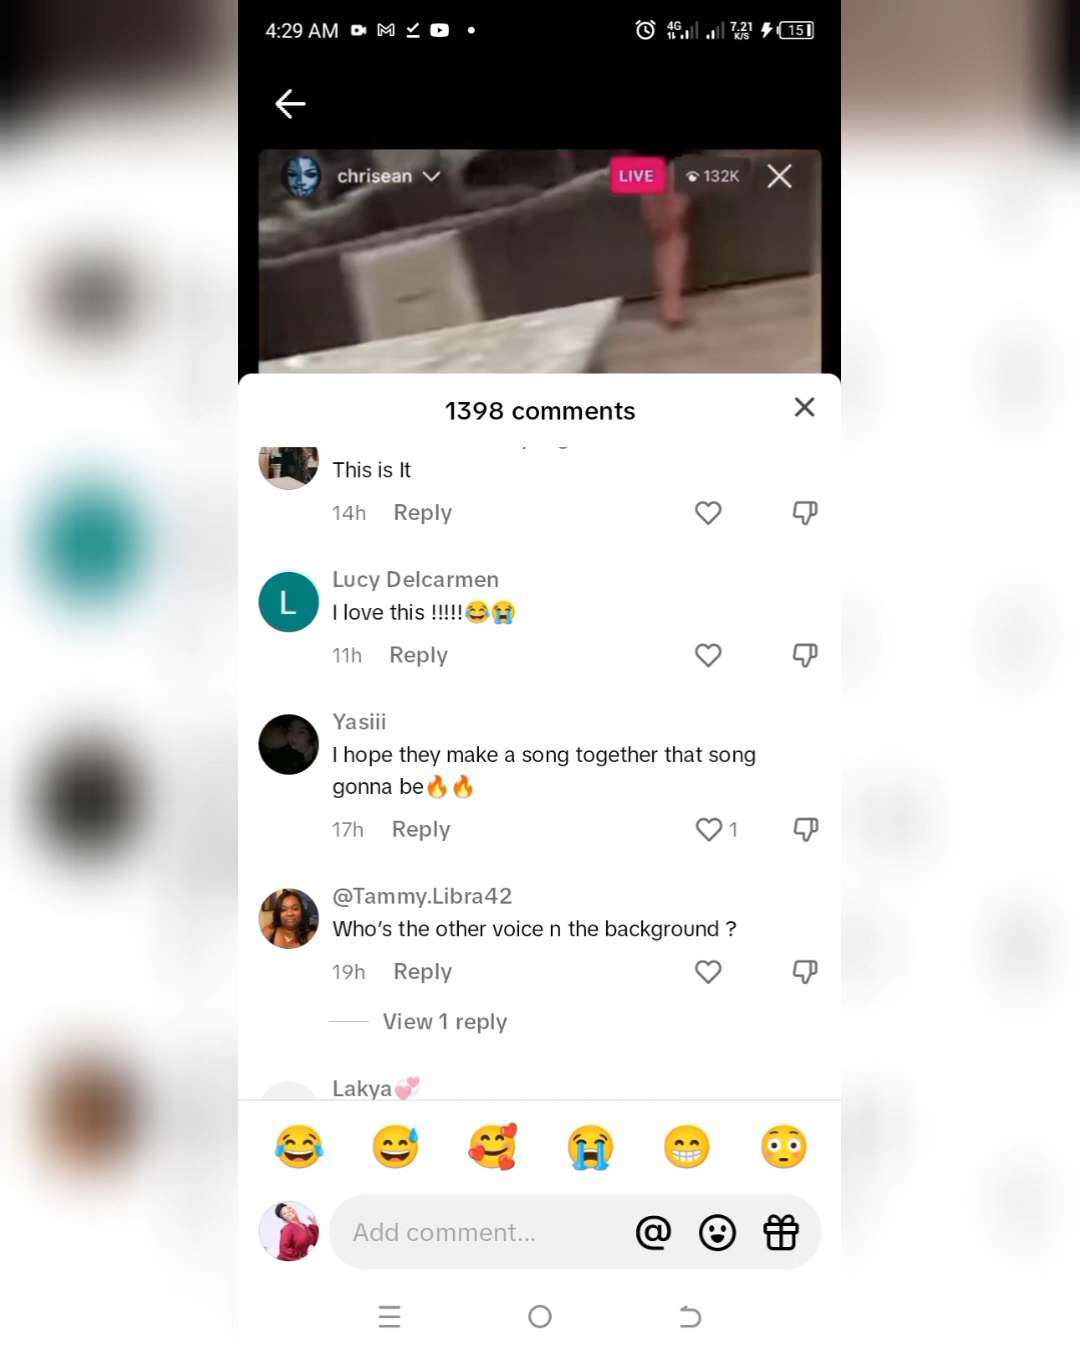 4:29 AM
4G
7.21
K/S
15
chrisean
LIVE
132K
1398 comments
This is It
14h Reply
Lucy Delcarmen
L
I love this !!!!!😂😭
11h Reply
Yasiii
I hope they make a song together that song
gonna be🔥🔥
17h Reply 1
@Tammy.Libra42
Who's the other voice n the background ?
19h Reply
View 1 reply
Lakya💞
Add comment...